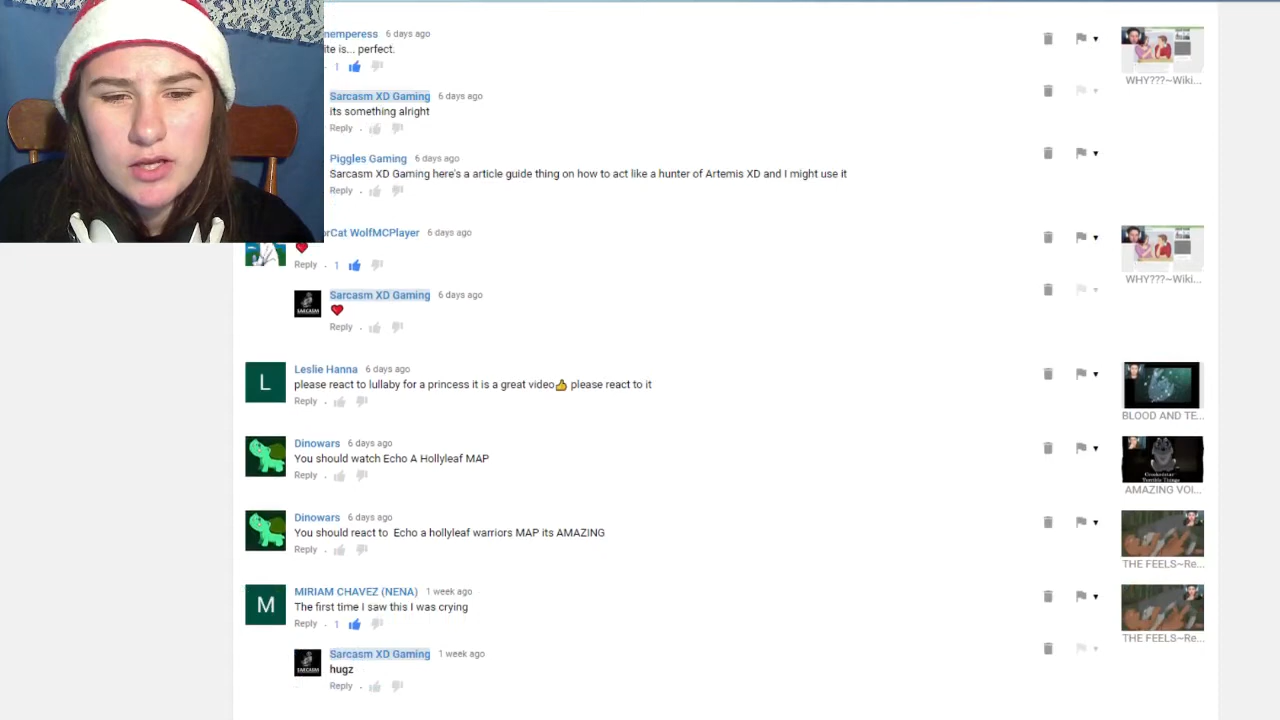 memperess 6 days ago
ite is... perfect.
1
Sarcasm XD Gaming 6 days ago
its something alright
Reply
WHY???~Wiki...
Piggles Gaming 6 days ago
Sarcasm XD Gaming here's a article guide thing on how to act like a hunter of Artemis XD and I might use it
Reply
orCat WolfMCPlayer 6 days ago
❤
Reply 1
WHY???~Wiki...
Sarcasm XD Gaming 6 days ago
❤
Reply
SARCASM
L
Leslie Hanna 6 days ago
please react to lullaby for a princess it is a great video👍 please react to it
Reply
BLOOD AND TE...
Dinowars 6 days ago
You should watch Echo A Hollyleaf MAP
Reply
AMAZING VOI...
Dinowars 6 days ago
You should react to Echo a hollyleaf warriors MAP its AMAZING
Reply
THE FEELS~Re...
M
MIRIAM CHAVEZ (NENA) 1 week ago
The first time I saw this I was crying
Reply 1
THE FEELS~Re...
Sarcasm XD Gaming 1 week ago
hugz
Reply
SARCASM